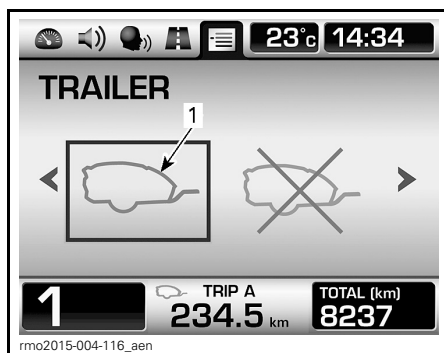 23°c 14:34
TRAILER
1
1
TRIP A
234.5 km
TOTAL (km)
8237
rmo2015-004-116_aen